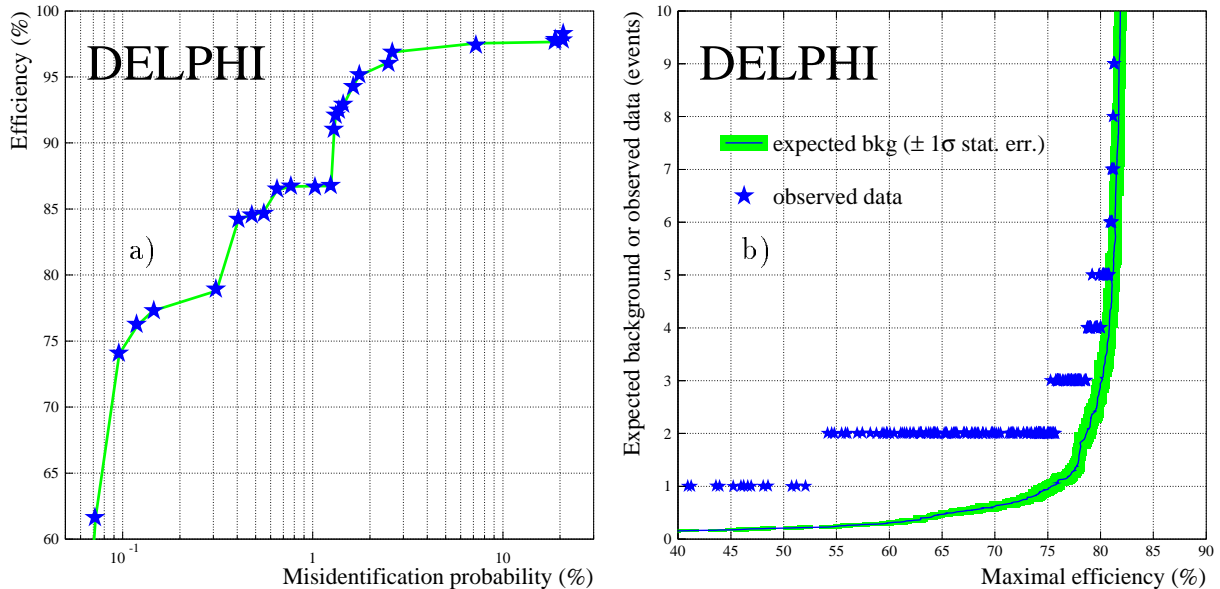 DELPHI
a)
Efficiency (%)
100
95
90
85
80
75
70
65
60
10⁻¹
1
10
Misidentification probability (%)
DELPHI
expected bkg (± 1σ stat. err.)
observed data
b)
Expected background or observed data (events)
10
9
8
7
6
5
4
3
2
1
0
40 45 50 55 60 65 70 75 80 85 90
Maximal efficiency (%)